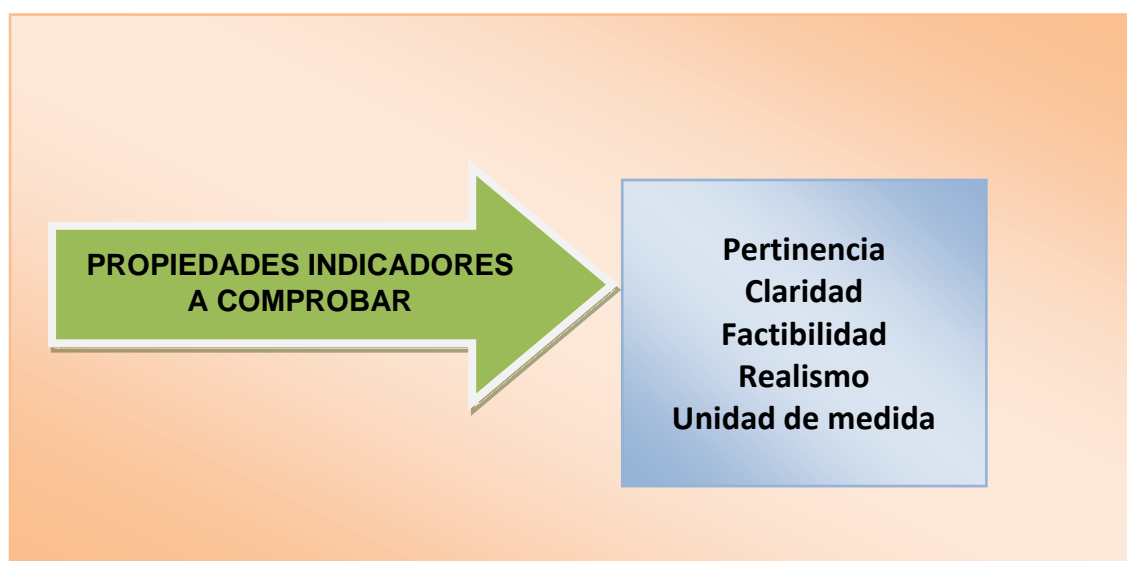 PROPIEDADES INDICADORES
A COMPROBAR
Pertinencia
Claridad
Factibilidad
Realismo
Unidad de medida